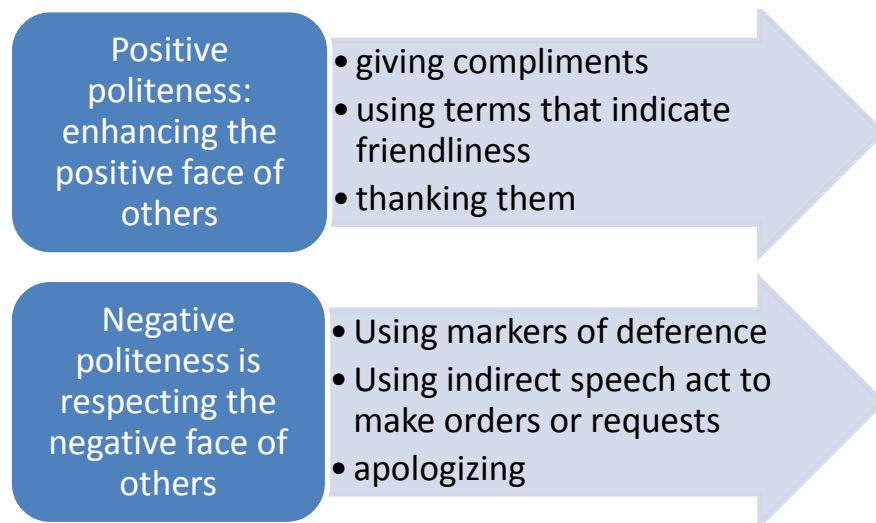 Positive
politeness:
enhancing the
positive face of
others
• giving compliments
• using terms that indicate
friendliness
• thanking them
Negative
politeness is
respecting the
negative face of
others
• Using markers of deference
• Using indirect speech act to
make orders or requests
• apologizing